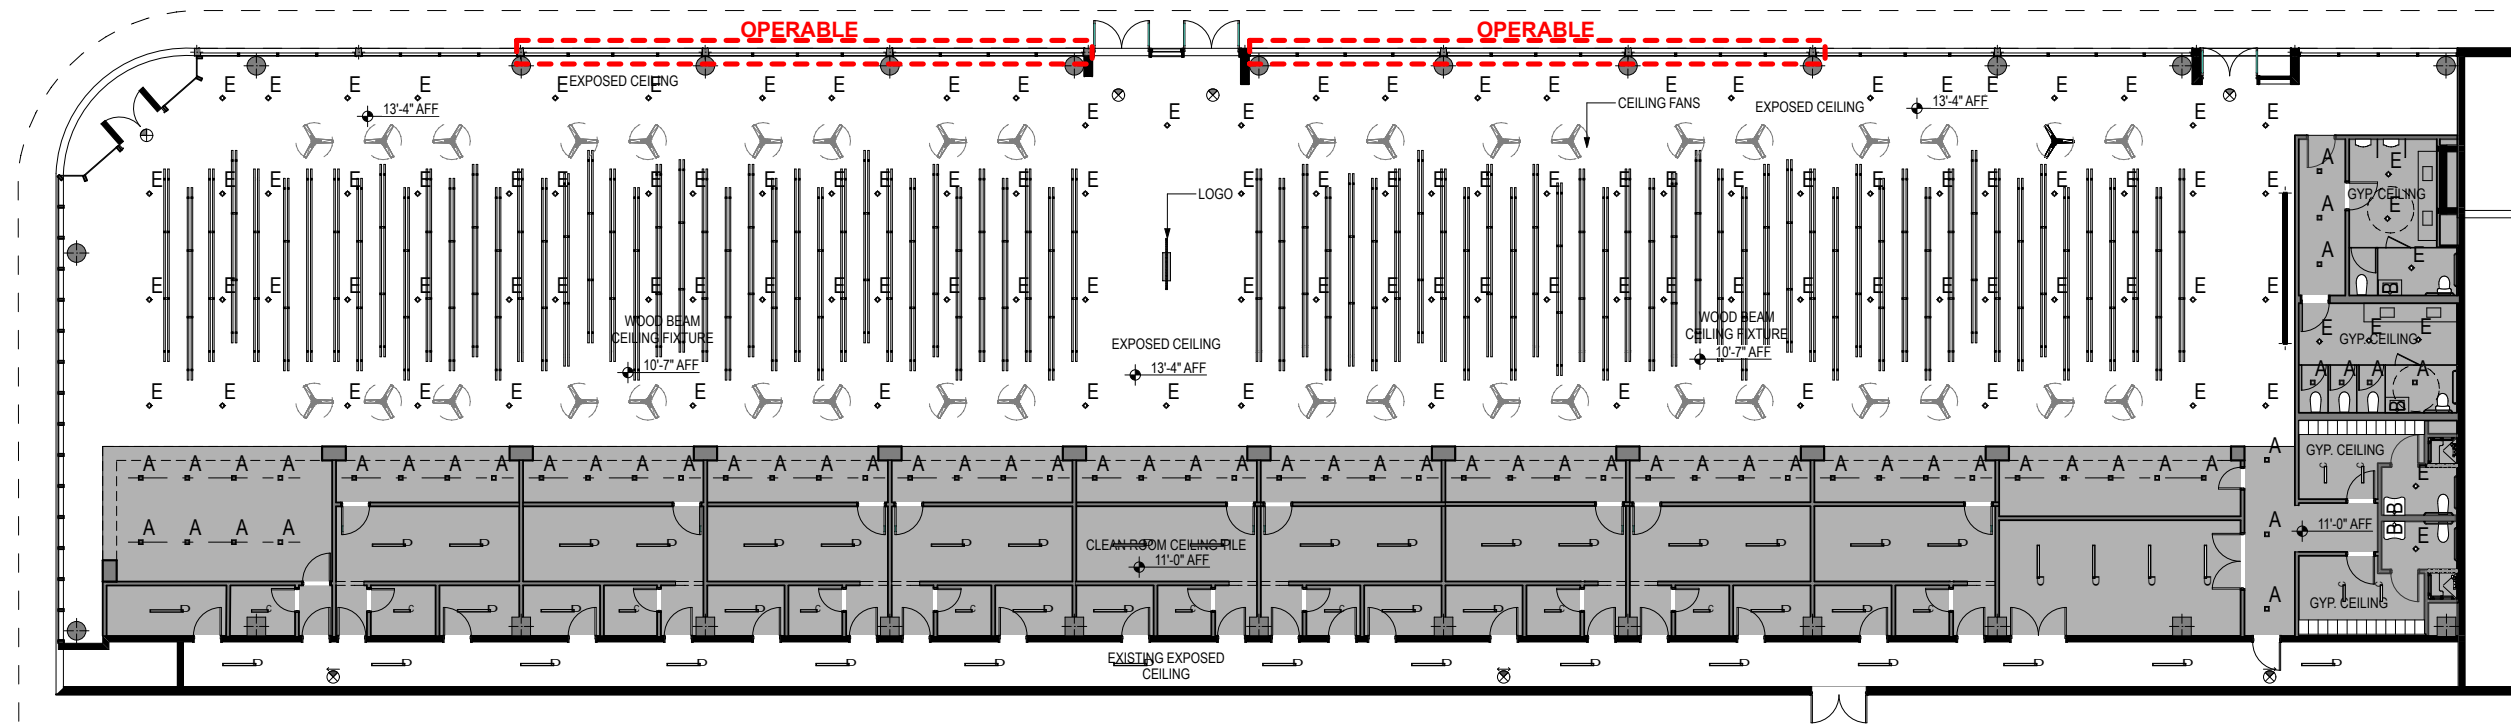 OPERABLE
OPERABLE
E E E E E EXPOSED CEILING E E E E E
E E E E E E E E
13'-4" AFF
CEILING FANS
EXPOSED CEILING
13'-4" AFF
E E E E E
E E E E E E E E E E E E E E E
E E E E E E E E E E E E E E E E
LOGO
E E E E E E E E E E E E E E E
E E E E E E E E E E E E E E E E
WOOD BEAM
CEILING FIXTURE
10'-7" AFF
EXPOSED CEILING
13'-4" AFF
WOOD BEAM
CEILING FIXTURE
10'-7" AFF
E E E E E E E E E E E E E E E E
A E
GYP. CEILING
A E
A E
B
E E E
GYP. CEILING
A A A A
B
A A A A A A A A A A A A A A A A A A A A A A A A A A A A A A A A A A A A A A A A A A A A A
A
GYP. CEILING
C C
E
B
A A A A
A
11'-0" AFF
B E
D D D D D D D D D D D D D D D D D D
CLEAN ROOM CEILING TILE
11'-0" AFF
D D D D
C C
A
GYP. CEILING
D C C D D C D C D D C D C D D C D C D D C D
EXISTING EXPOSED
CEILING
D D D D D D D D D D D D D D D